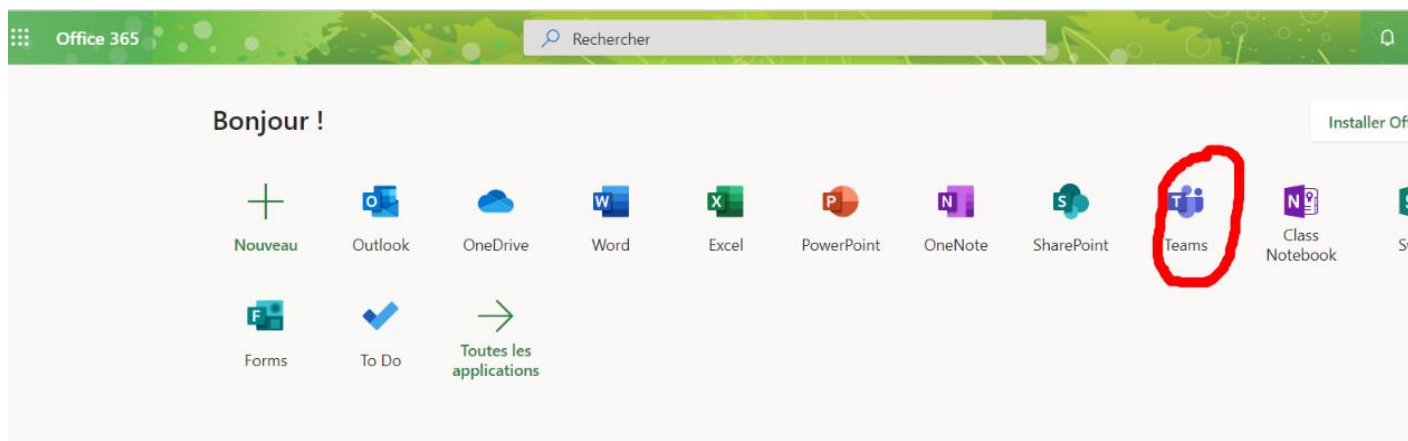 Office 365
Rechercher
Bonjour !
Installer Off
Nouveau
Outlook
OneDrive
Word
Excel
PowerPoint
OneNote
SharePoint
Teams
Class
Notebook
Forms
To Do
Toutes les
applications